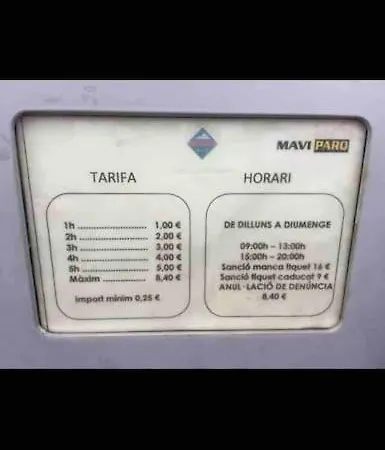 MAVI PARQ
TARIFA
1h 1,00 €
2h 2,00 €
3h 3,00 €
4h 4,00 €
5h 5,00 €
Màxim 8,40 €
Import mínim 0,25 €
HORARI
DE DILLUNS A DIUMENGE
09:00h – 13:00h
15:00h – 20:00h
Sanció manca tiquet 16 €
Sanció tiquet caducat 9 €
ANUL·LACIÓ DE DENÚNCIA
8,40 €